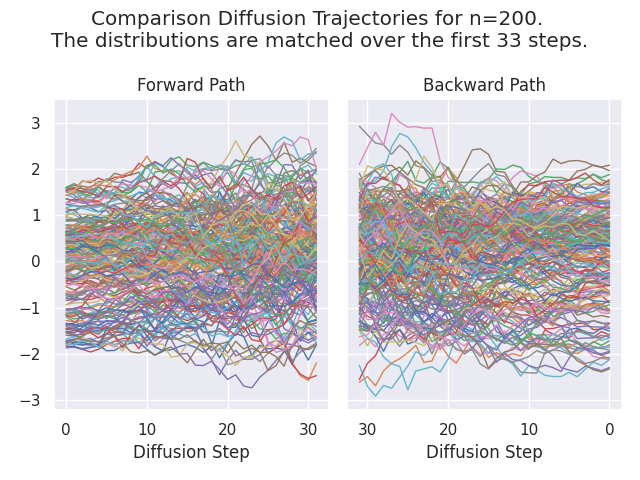 Comparison Diffusion Trajectories for n=200.
The distributions are matched over the first 33 steps.
Forward Path
Backward Path
3
2
1
0
−1
−2
−3
0 10 20 30
30 20 10 0
Diffusion Step
Diffusion Step